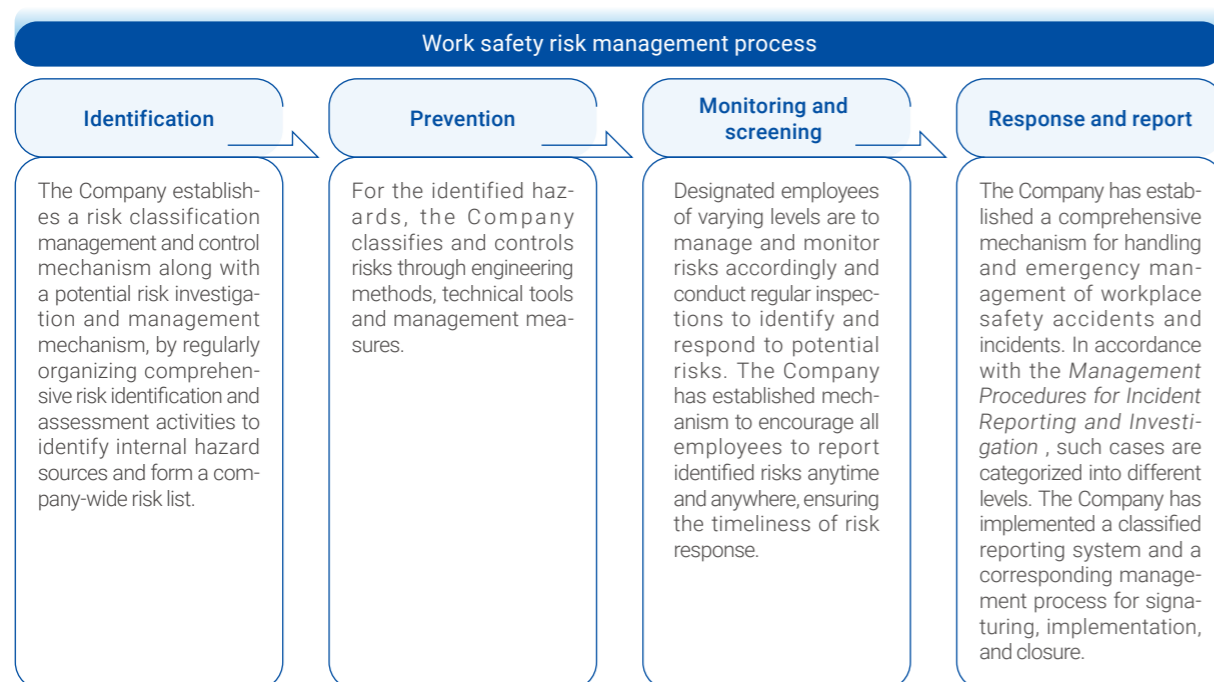 Work safety risk management process
Identification
The Company establish-
es a risk classification
management and control
mechanism along with
a potential risk investiga-
tion and management
mechanism, by regularly
organizing comprehen-
sive risk identification and
assessment activities to
identify internal hazard
sources and form a com-
pany-wide risk list.
Prevention
For the identified haz-
ards, the Company
classifies and controls
risks through engineering
methods, technical tools
and management mea-
sures.
Monitoring and
screening
Designated employees
of varying levels are to
manage and monitor
risks accordingly and
conduct regular inspec-
tions to identify and
respond to potential
risks. The Company
has established mech-
anism to encourage all
employees to report
identified risks anytime
and anywhere, ensuring
the timeliness of risk
response.
Response and report
The Company has estab-
lished a comprehensive
mechanism for handling
and emergency man-
agement of workplace
safety accidents and
incidents. In accordance
with the Management
Procedures for Incident
Reporting and Investi-
gation , such cases are
categorized into different
levels. The Company has
implemented a classified
reporting system and a
corresponding manage-
ment process for signa-
turing, implementation,
and closure.